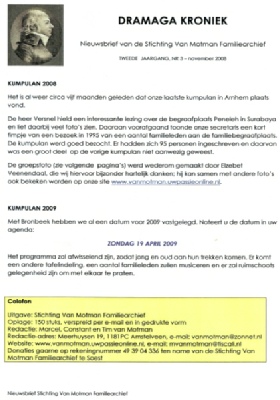 DRAMAGA KRONIEK
Nieuwsbrief van de Stichting Van Motman Familiearchief
TWEEDE JAARGANG, NR 3 – november 2008
KUMPULAN 2008
Het is al weer circa vijf maanden geleden dat onze laatste kumpulan in Arnhem plaats
vond.
De heer Versnel hield een interessante lezing over de begraafplaats Peneleh in Surabaya
en liet daarbij veel foto's zien. Daaraan voorafgaand toonde onze secretaris een kort
filmpje van een bezoek in 1995 van een aantal familieleden aan de familiebegraafplaats.
De kumpulan werd goed bezocht. Er hadden zich 95 personen ingeschreven en daarvan
was een groot deel op de vorige kumpulan niet aanwezig geweest.
De groepsfoto (zie volgende pagina's) werd wederom gemaakt door Elzebet
Veenendaal, die wij hiervoor bijzonder hartelijk danken; hij kan samen met andere foto's
ook bekeken worden op onze site www.vanmotman.uwpassieonline.nl.
KUMPULAN 2009
Met Bronbeek hebben we al een datum voor 2009 vastgelegd. Noteert u de datum in uw
agenda:
ZONDAG 19 APRIL 2009
Het programma zal afwisselend zijn, zodat jong en oud aan hun trekken komen. Er komt
een andere tafelindeling, een aantal familieleden zullen musiceren en er zal ruimschoots
gelegenheid zijn om met elkaar te praten.
Colofon
Uitgave: Stichting Van Motman Familiearchief
Oplage: 150 stuks, verspreid per e-mail en in gedrukte vorm
Redactie: Marcel, Constant en Tim van Motman
Redactie adres: Meerhuysen 19, 1181 PC Amstelveen, e-mail: vanmotman@zonnet.nl
Website: www.vanmotman.uwpassieonline.nl, e-mail: mvanmotman@tiscali.nl
Donaties gaarne op rekeningnummer 49 39 04 336 ten name van de Stichting Van
Motman Familiearchief te Soest
Nieuwsbrief Stichting Van Motman Familiearchief